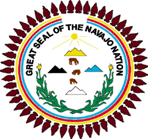 GREAT SEAL OF THE NAVAJO NATION